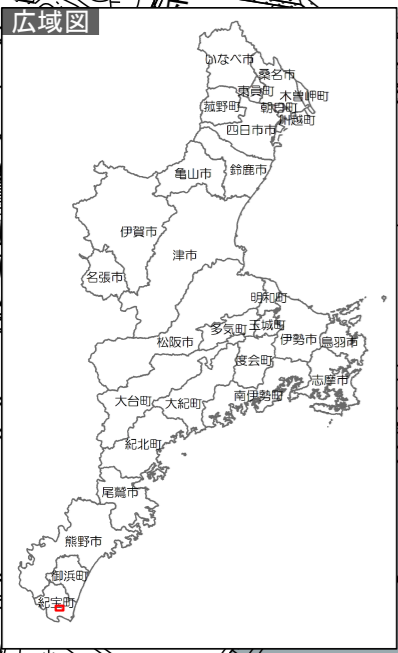 広域図
いなべ市
桑名市
東員町
木曽岬町
菰野町
朝日町
川越町
四日市市
亀山市
鈴鹿市
伊賀市
津市
名張市
明和町
多気町
玉城町
松阪市
伊勢市
鳥羽市
度会町
志摩市
大台町
大紀町
南伊勢町
紀北町
尾鷲市
熊野市
御浜町
紀宝町